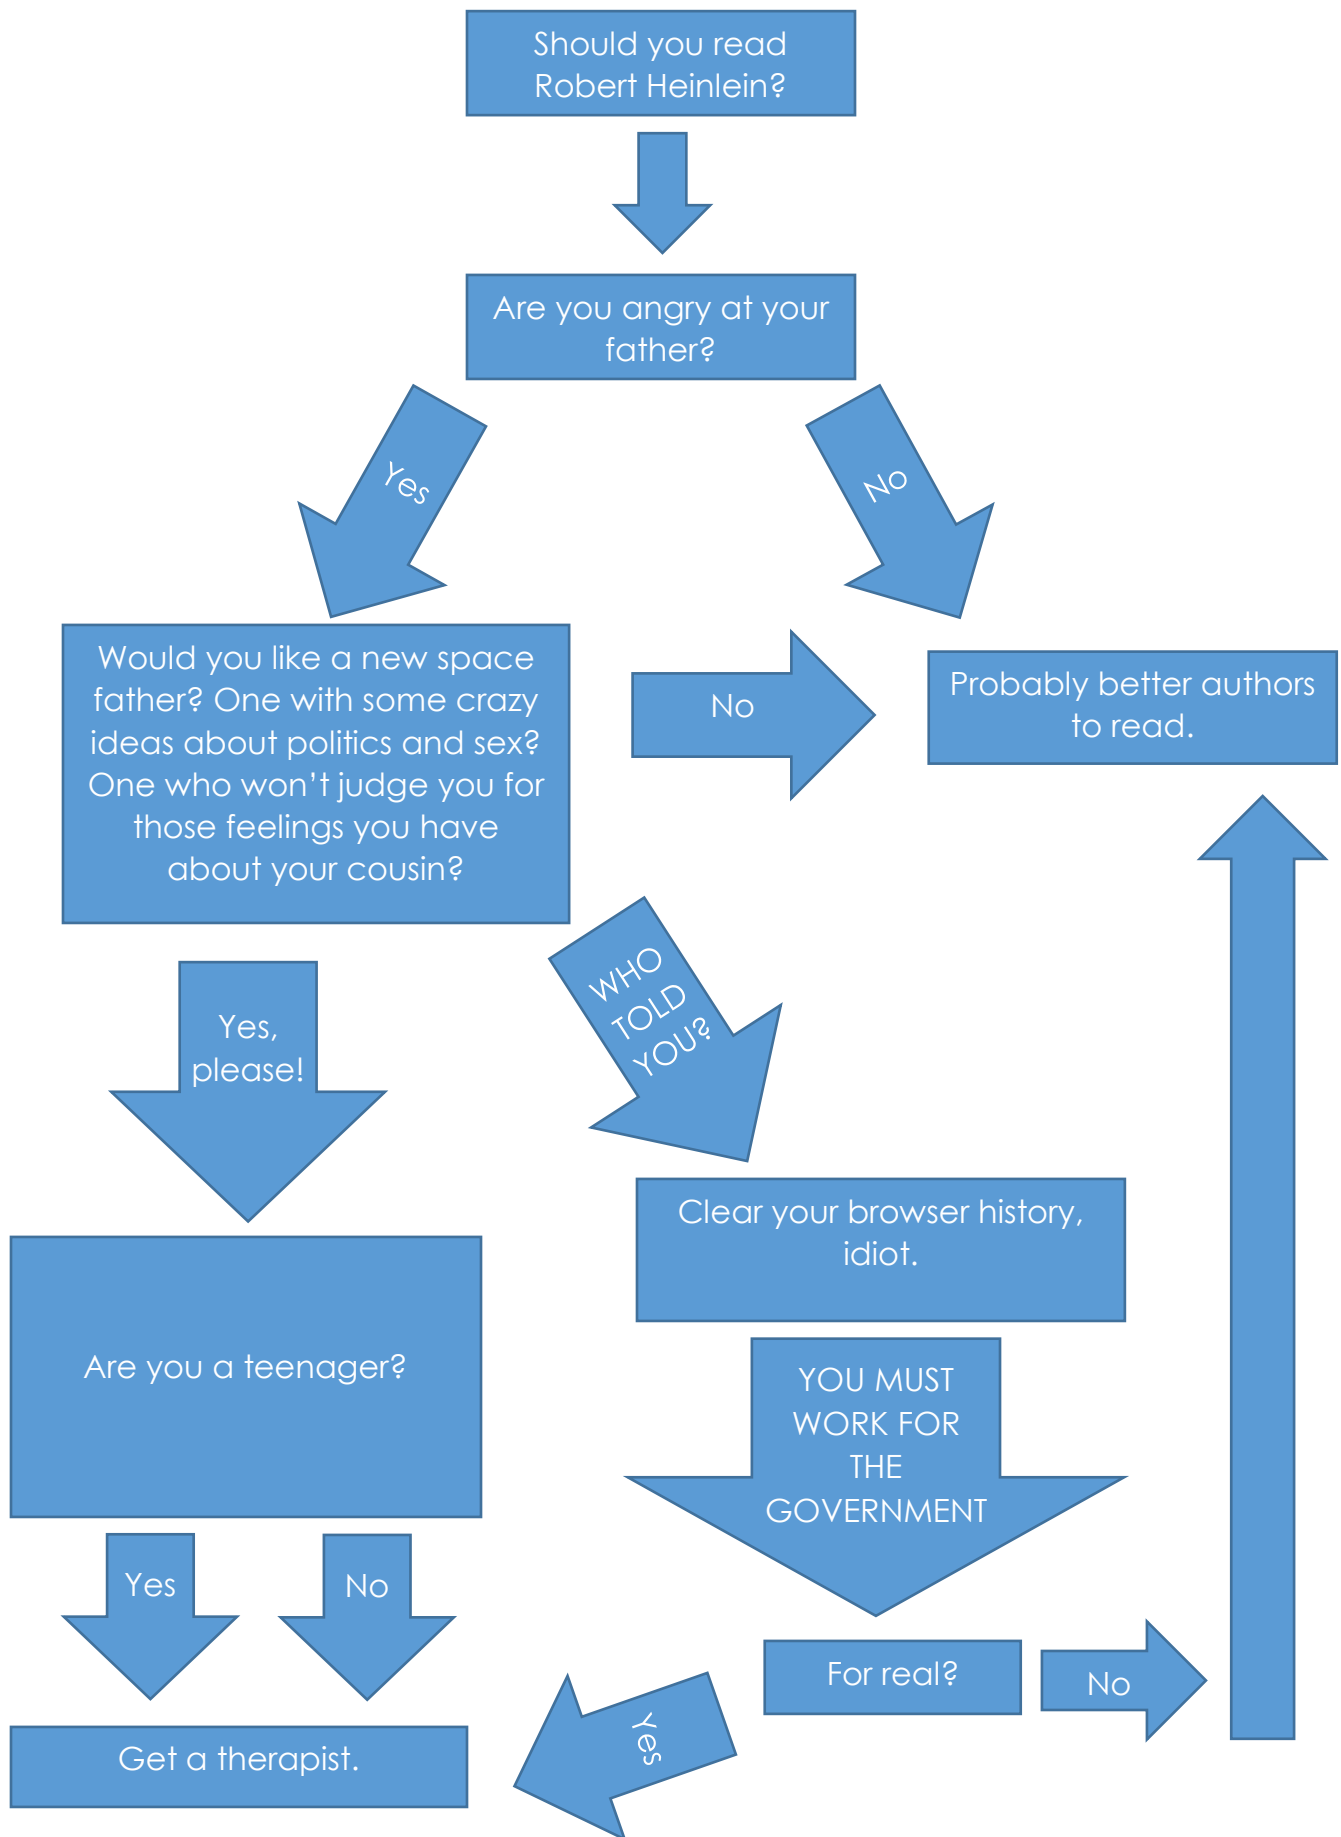 Should you read
Robert Heinlein?
Are you angry at your
father?
Yes
No
Would you like a new space
father? One with some crazy
ideas about politics and sex?
One who won't judge you for
those feelings you have
about your cousin?
No
Probably better authors
to read.
Yes,
please!
WHO
TOLD
YOU?
Clear your browser history,
idiot.
Are you a teenager?
YOU MUST
WORK FOR
THE
GOVERNMENT
Yes
No
For real?
No
Yes
Get a therapist.